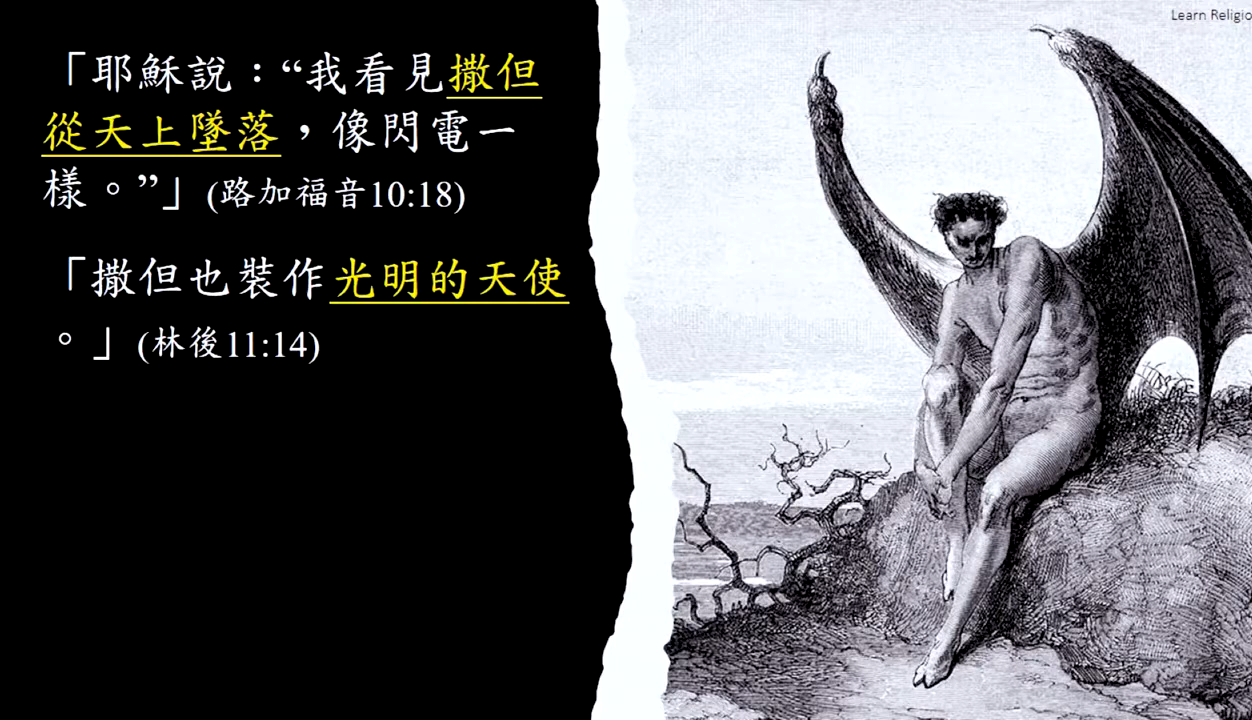 「耶穌說：“我看見撒但
從天上墜落，像閃電一
樣。”」(路加福音10:18)
「撒但也裝作光明的天使
。」(林後11:14)
Learn Religio